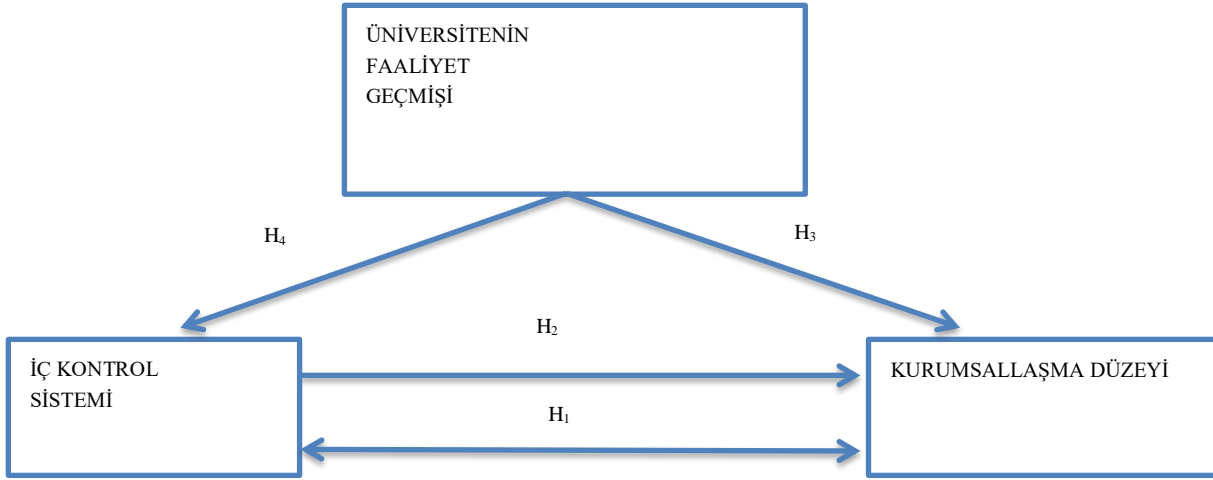 ÜNİVERSİTENİN
FAALİYET
GEÇMİŞİ
H₄
H₃
H₂
İÇ KONTROL
SİSTEMİ
KURUMSALLAŞMA DÜZEYİ
H₁